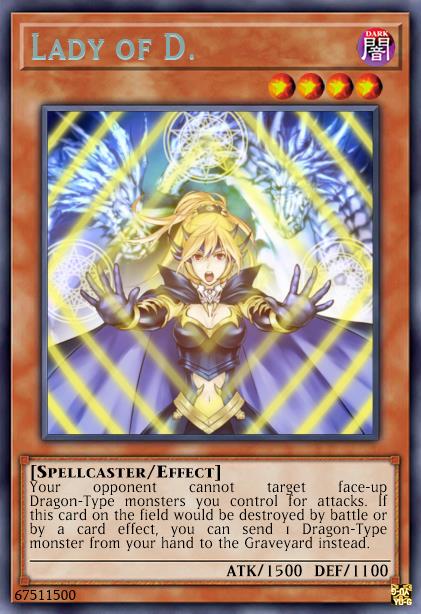 LADY OF D.
DARK
闇
[SPELLCASTER/EFFECT]
Your opponent cannot target face-up
Dragon-Type monsters you control for attacks. If
this card on the field would be destroyed by battle or
by a card effect, you can send 1 Dragon-Type
monster from your hand to the Graveyard instead.
ATK/1500 DEF/1100
67511500